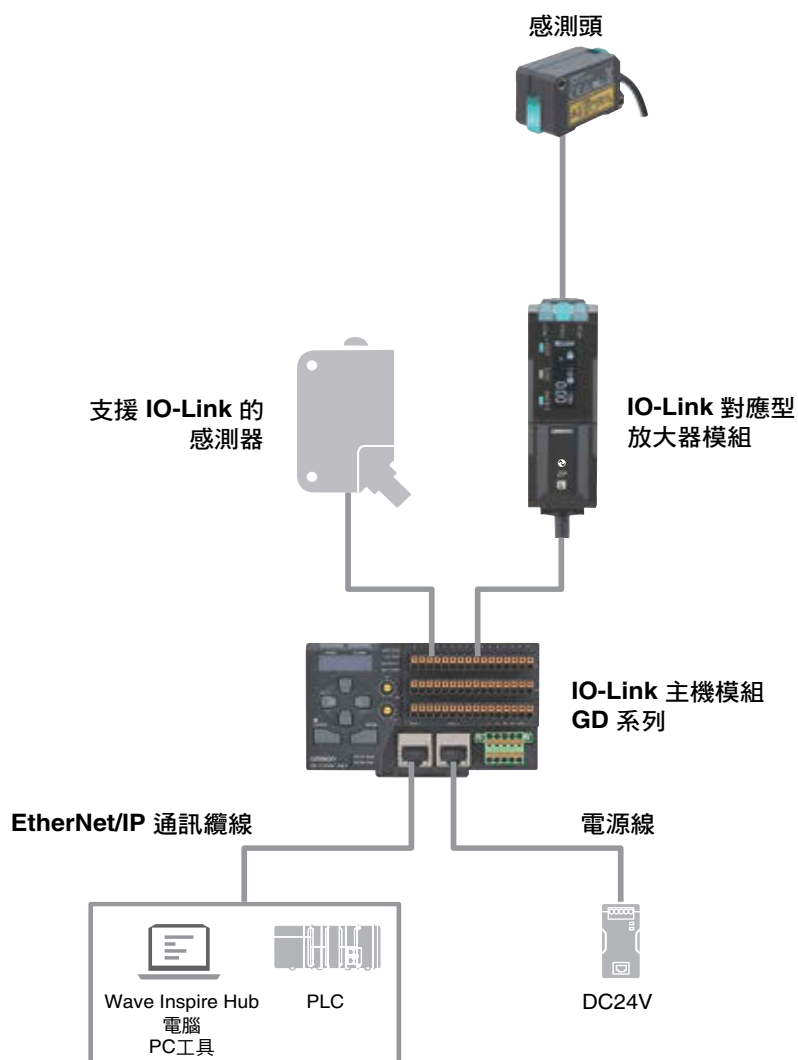 感測頭
支援 IO-Link 的
感測器
IO-Link 對應型
放大器模組
IO-Link 主機模組
GD 系列
EtherNet/IP 通訊纜線
電源線
Wave Inspire Hub
電腦
PC工具
PLC
DC24V